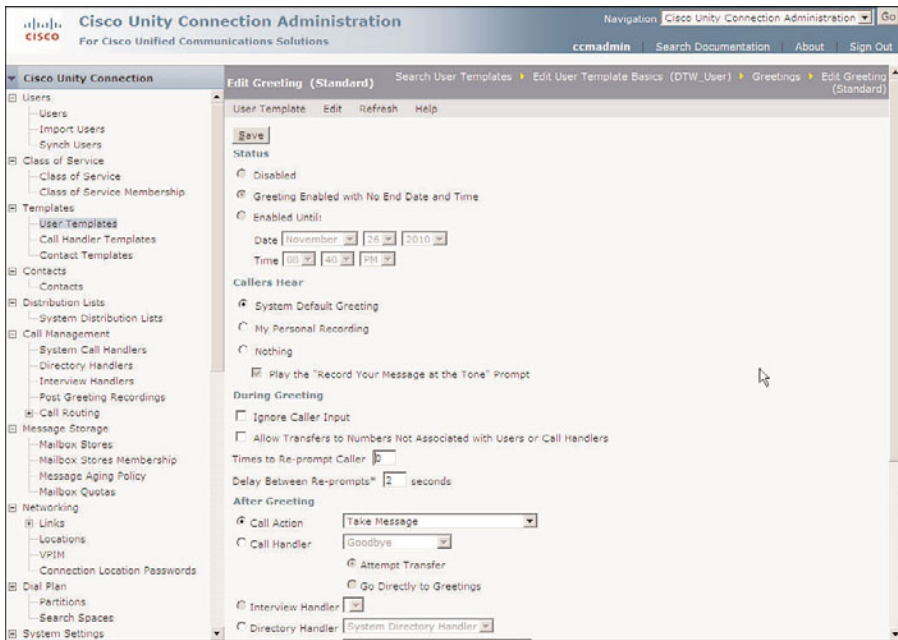 cisco
Cisco Unity Connection Administration
For Cisco Unified Communications Solutions
Navigation Cisco Unity Connection Administration Go
ccmadmin Search Documentation About Sign Out
Cisco Unity Connection
Users
Users
Import Users
Synch Users
Class of Service
Class of Service
Class of Service Membership
Templates
User Templates
Call Handler Templates
Contact Templates
Contacts
Contacts
Distribution Lists
System Distribution Lists
Call Management
System Call Handlers
Directory Handlers
Interview Handlers
Post Greeting Recordings
Call Routing
Message Storage
Mailbox Stores
Mailbox Stores Membership
Message Aging Policy
Mailbox Quotas
Networking
Links
Locations
VPIM
Connection Location Passwords
Dial Plan
Partitions
Search Spaces
System Settings
Edit Greeting (Standard)
Search User Templates Edit User Template Basics (DTW_User) Greetings Edit Greeting
(Standard)
User Template Edit Refresh Help
Save
Status
Disabled
Greeting Enabled with No End Date and Time
Enabled Until:
Date November 26 2010
Time 08 40 PM
Callers Hear
System Default Greeting
My Personal Recording
Nothing
Play the "Record Your Message at the Tone" Prompt
During Greeting
Ignore Caller Input
Allow Transfers to Numbers Not Associated with Users or Call Handlers
Times to Re-prompt Caller 0
Delay Between Re-prompts* 2 seconds
After Greeting
Call Action Take Message
Call Handler Goodbye
Attempt Transfer
Go Directly to Greetings
Interview Handler
Directory Handler System Directory Handler